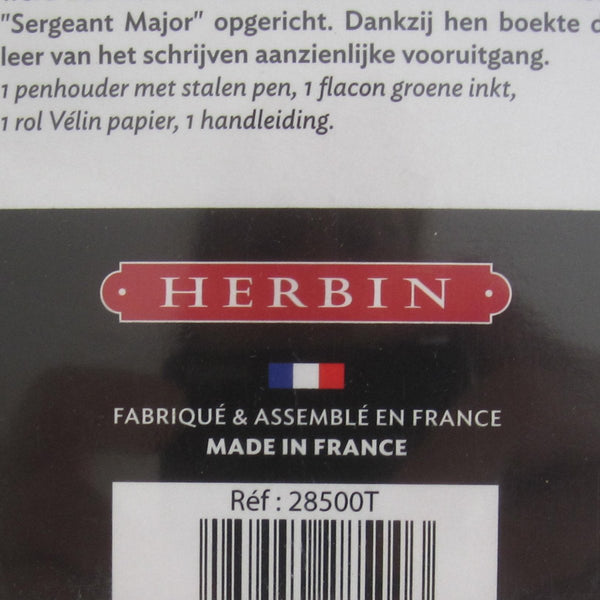 "Sergeant Major" opgericht. Dankzij hen boekte
leer van het schrijven aanzienlijke vooruitgang.
1 penhouder met stalen pen, 1 flacon groene inkt,
1 rol Vélin papier, 1 handleiding.
HERBIN
FABRIQUÉ & ASSEMBLÉ EN FRANCE
MADE IN FRANCE
Réf : 28500T